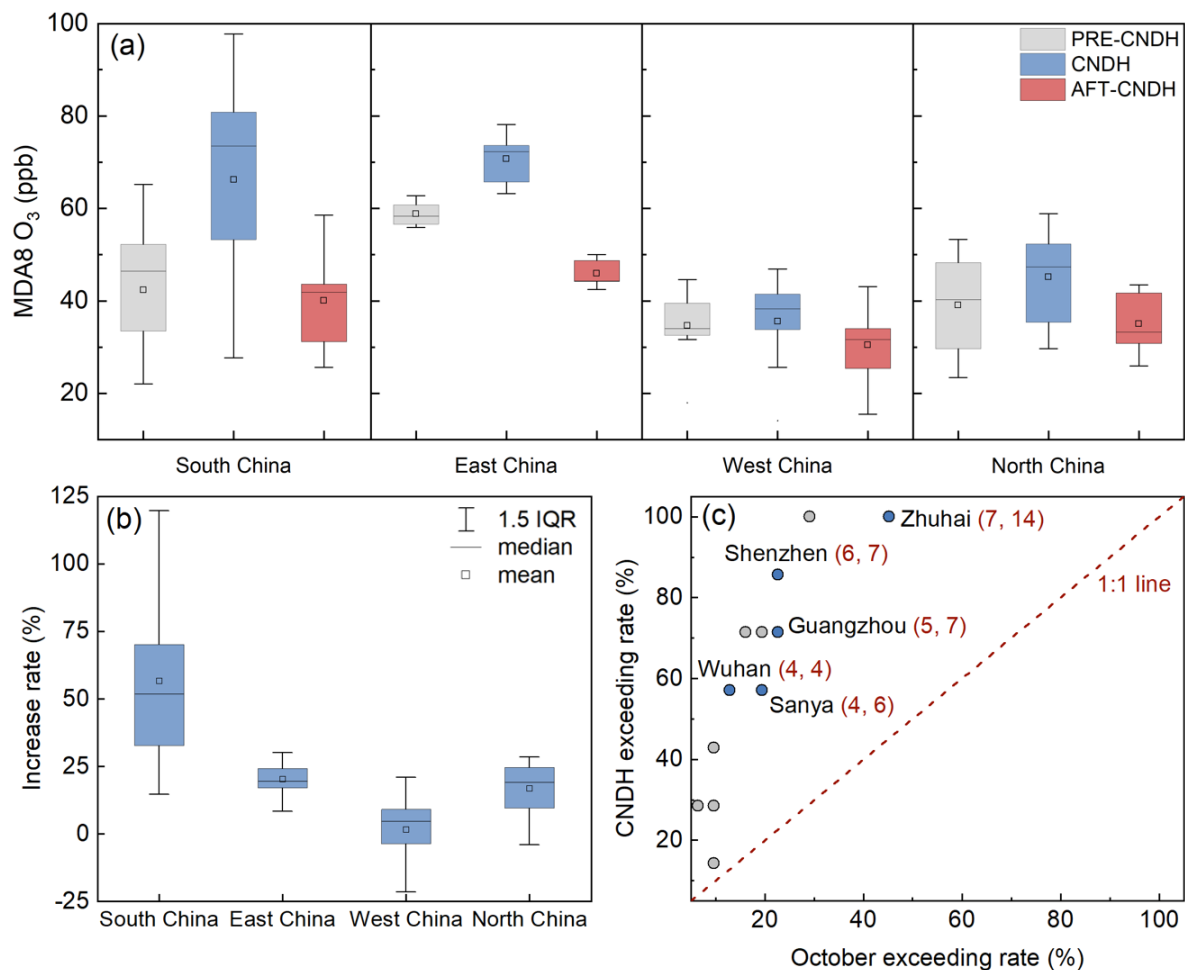 (a)
PRE-CNDH
CNDH
AFT-CNDH
MDA8 O3 (ppb)
100
80
60
40
20
South China
East China
West China
North China
(b)
1.5 IQR
median
mean
Increase rate (%)
125
100
75
50
25
0
-25
South China
East China
West China
North China
(c)
Zhuhai (7, 14)
Shenzhen (6, 7)
1:1 line
Guangzhou (5, 7)
Wuhan (4, 4)
Sanya (4, 6)
CNDH exceeding rate (%)
100
80
60
40
20
20
40
60
80
100
October exceeding rate (%)